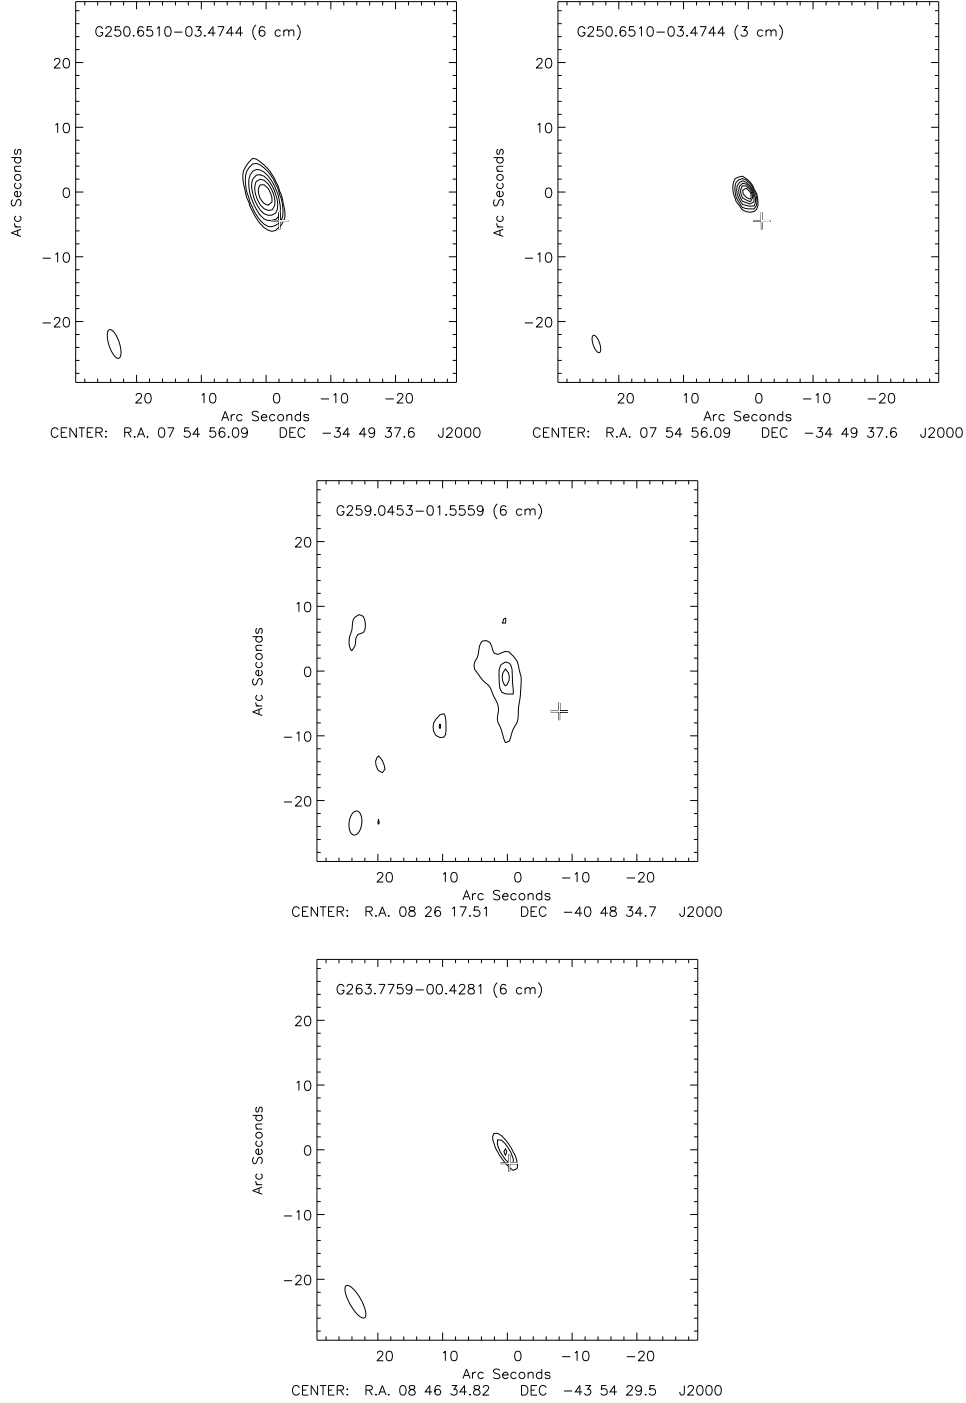 G250.6510−03.4744 (6 cm)
20
10
0
−10
−20
Arc Seconds
20 10 0 −10 −20
Arc Seconds
CENTER: R.A. 07 54 56.09 DEC −34 49 37.6 J2000
G250.6510−03.4744 (3 cm)
20
10
0
−10
−20
Arc Seconds
20 10 0 −10 −20
Arc Seconds
CENTER: R.A. 07 54 56.09 DEC −34 49 37.6 J2000
G259.0453−01.5559 (6 cm)
20
10
0
−10
−20
Arc Seconds
20 10 0 −10 −20
Arc Seconds
CENTER: R.A. 08 26 17.51 DEC −40 48 34.7 J2000
G263.7759−00.4281 (6 cm)
20
10
0
−10
−20
Arc Seconds
20 10 0 −10 −20
Arc Seconds
CENTER: R.A. 08 46 34.82 DEC −43 54 29.5 J2000